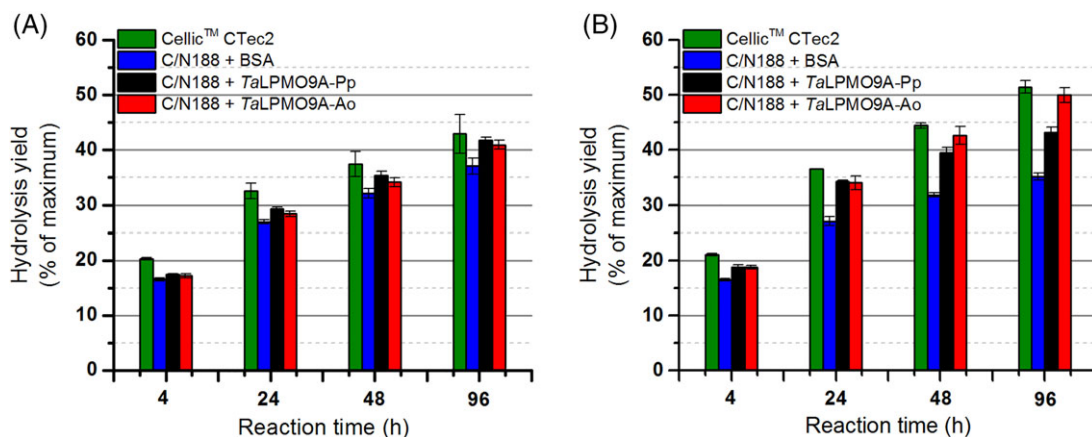 (A)
Cellic™ CTec2
C/N188 + BSA
C/N188 + TaLPMO9A-Pp
C/N188 + TaLPMO9A-Ao
Hydrolysis yield
(% of maximum)
60
50
40
30
20
10
0
4 24 48 96
Reaction time (h)
(B)
Cellic™ CTec2
C/N188 + BSA
C/N188 + TaLPMO9A-Pp
C/N188 + TaLPMO9A-Ao
Hydrolysis yield
(% of maximum)
60
50
40
30
20
10
0
4 24 48 96
Reaction time (h)